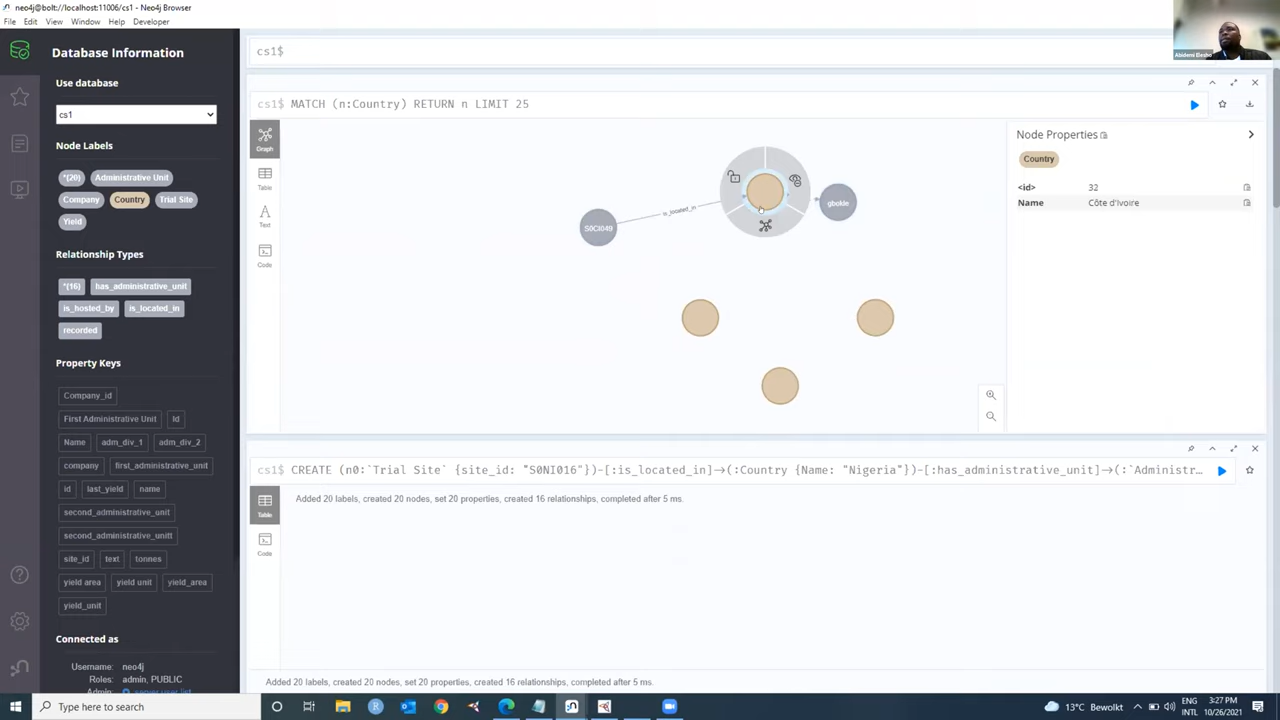 neo4j@bolt://localhost:11006/cs1 - Neo4j Browser
File Edit View Window Help Developer
Database Information
Use database
cs1
Node Labels
*(20) Administrative Unit
Company Country Trial Site
Yield
Relationship Types
*(16) has_administrative_unit
is_hosted_by is_located_in
recorded
Property Keys
Company_id
First Administrative Unit Id
Name adm_div_1 adm_div_2
company first_administrative_unit
id last_yield name
second_administrative_unit
second_administrative_unitt
site_id text tonnes
yield area yield unit yield_area
yield_unit
Connected as
Username: neo4j
Roles: admin, PUBLIC
Admin: :server user list
cs1$
cs1$ MATCH (n:Country) RETURN n LIMIT 25
Graph
Table
Text
Code
S0CI049
is_located_in
gbokle
Node Properties
Country
<id> 32
Name Côte d'Ivoire
cs1$ CREATE (n0:`Trial Site` {site_id: "S0NI016"})-[:is_located_in]→(:Country {Name: "Nigeria"})-[:has_administrative_unit]→(:`Administr...
Table
Code
Added 20 labels, created 20 nodes, set 20 properties, created 16 relationships, completed after 5 ms.
Added 20 labels, created 20 nodes, set 20 properties, created 16 relationships, completed after 5 ms.
Type here to search
13°C Bewolkt
ENG
INTL
3:27 PM
10/26/2021